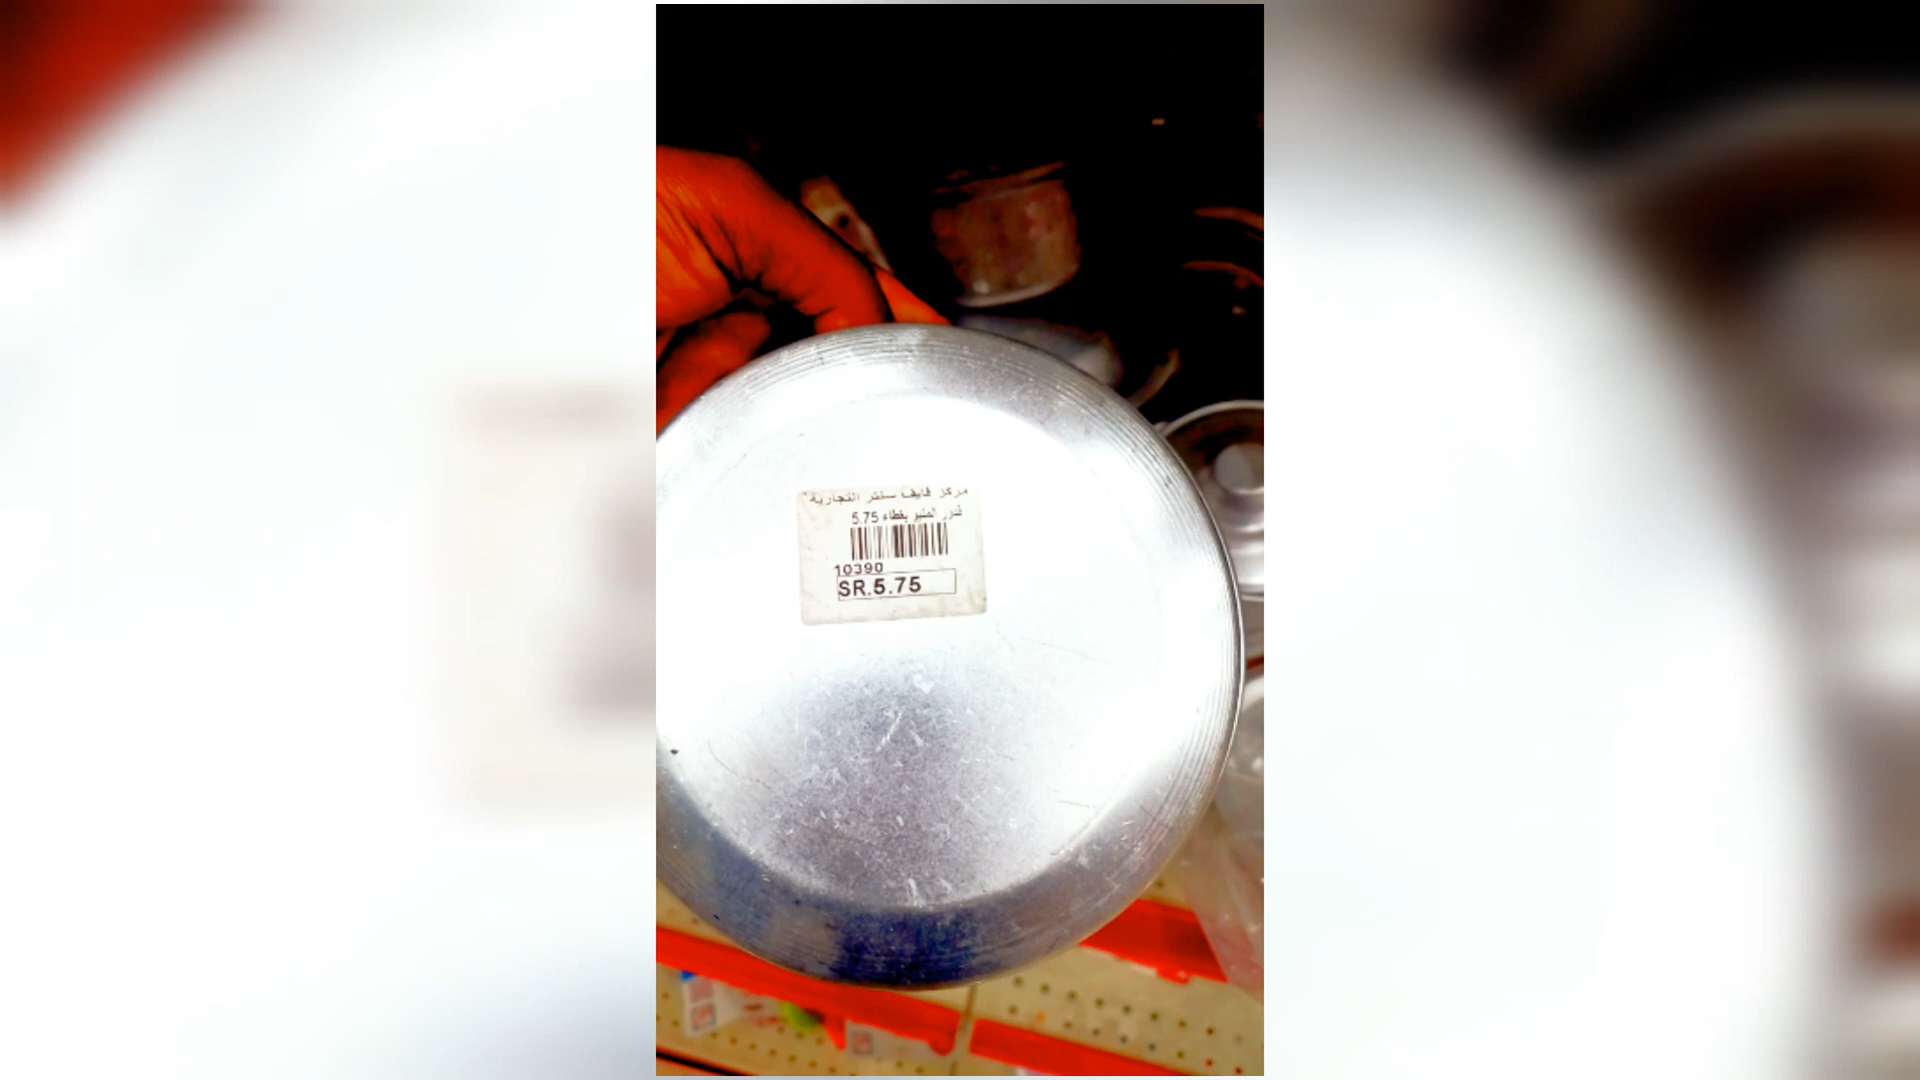 مركز فايف سنتر التجارية
قدور المنيو بغطاء 5.75
10390
SR.5.75